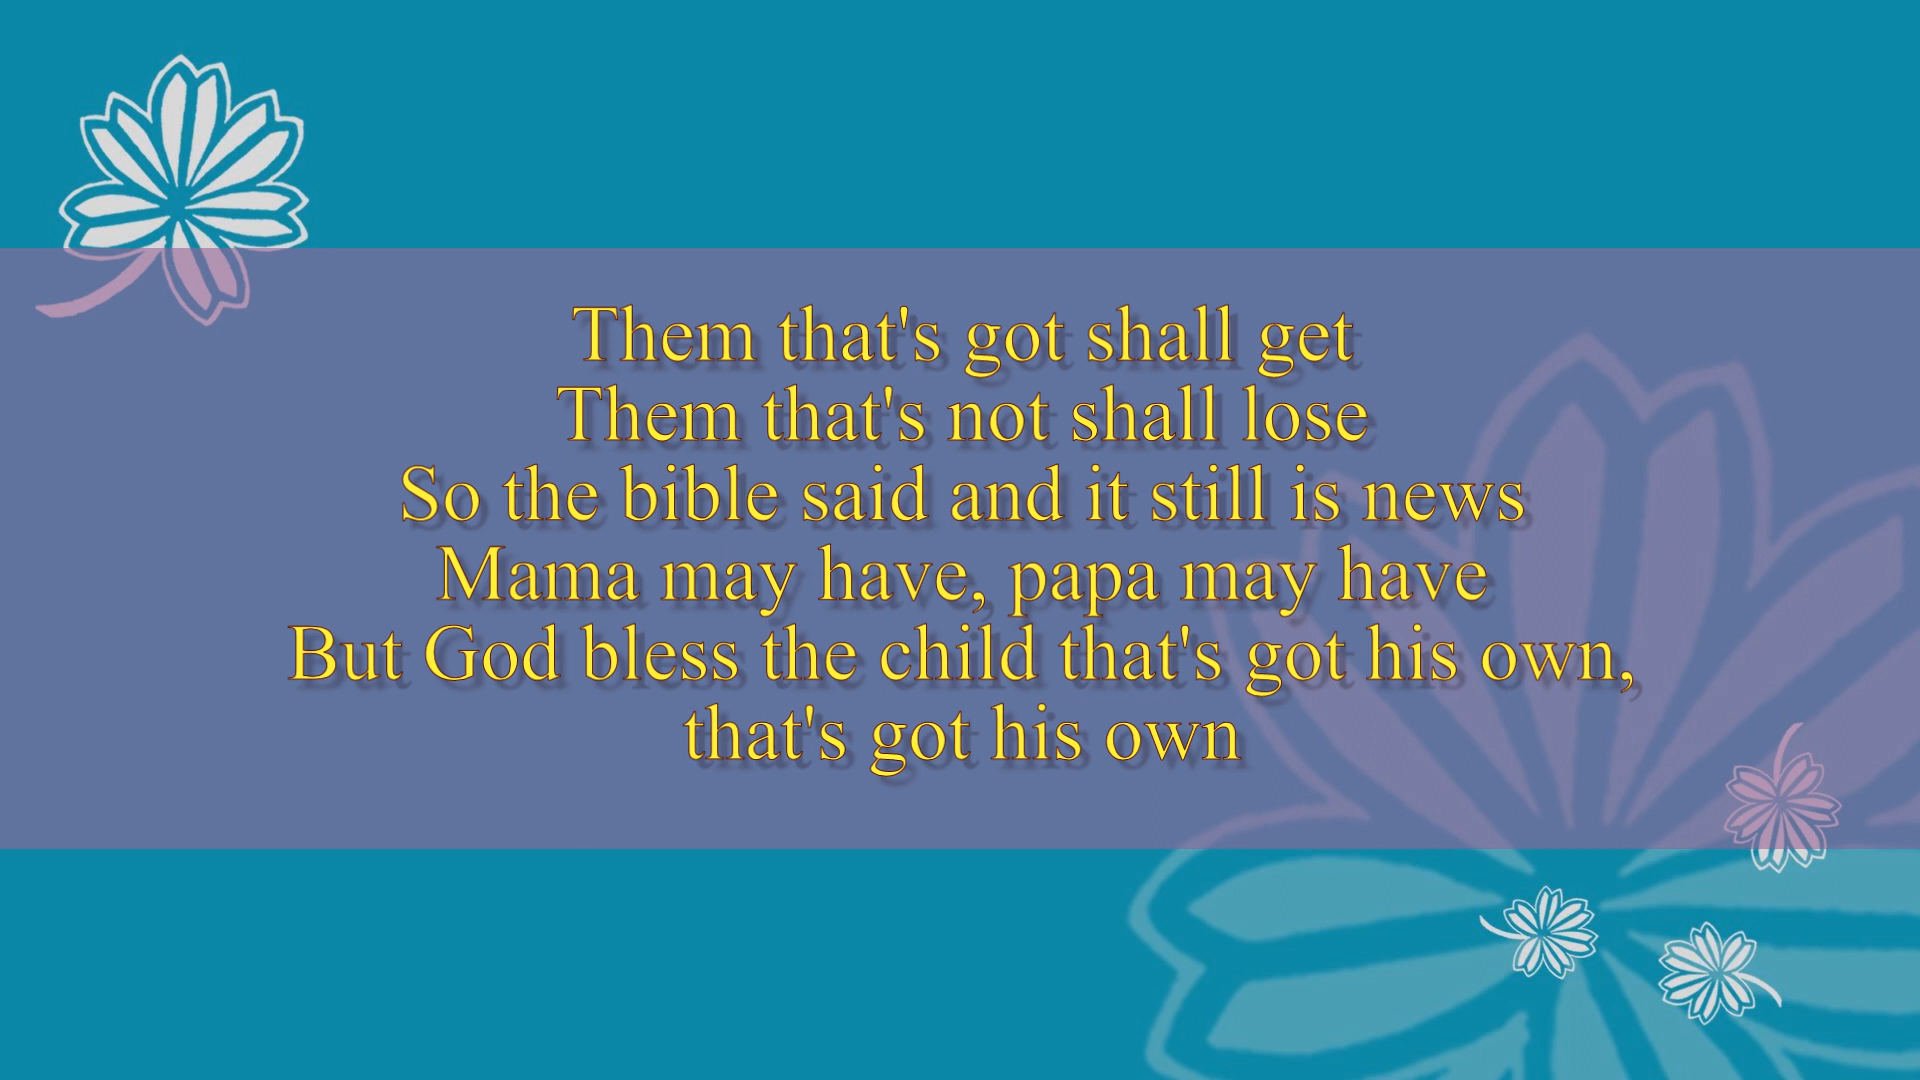 Them that's got shall get
Them that's not shall lose
So the bible said and it still is news
Mama may have, papa may have
But God bless the child that's got his own,
that's got his own